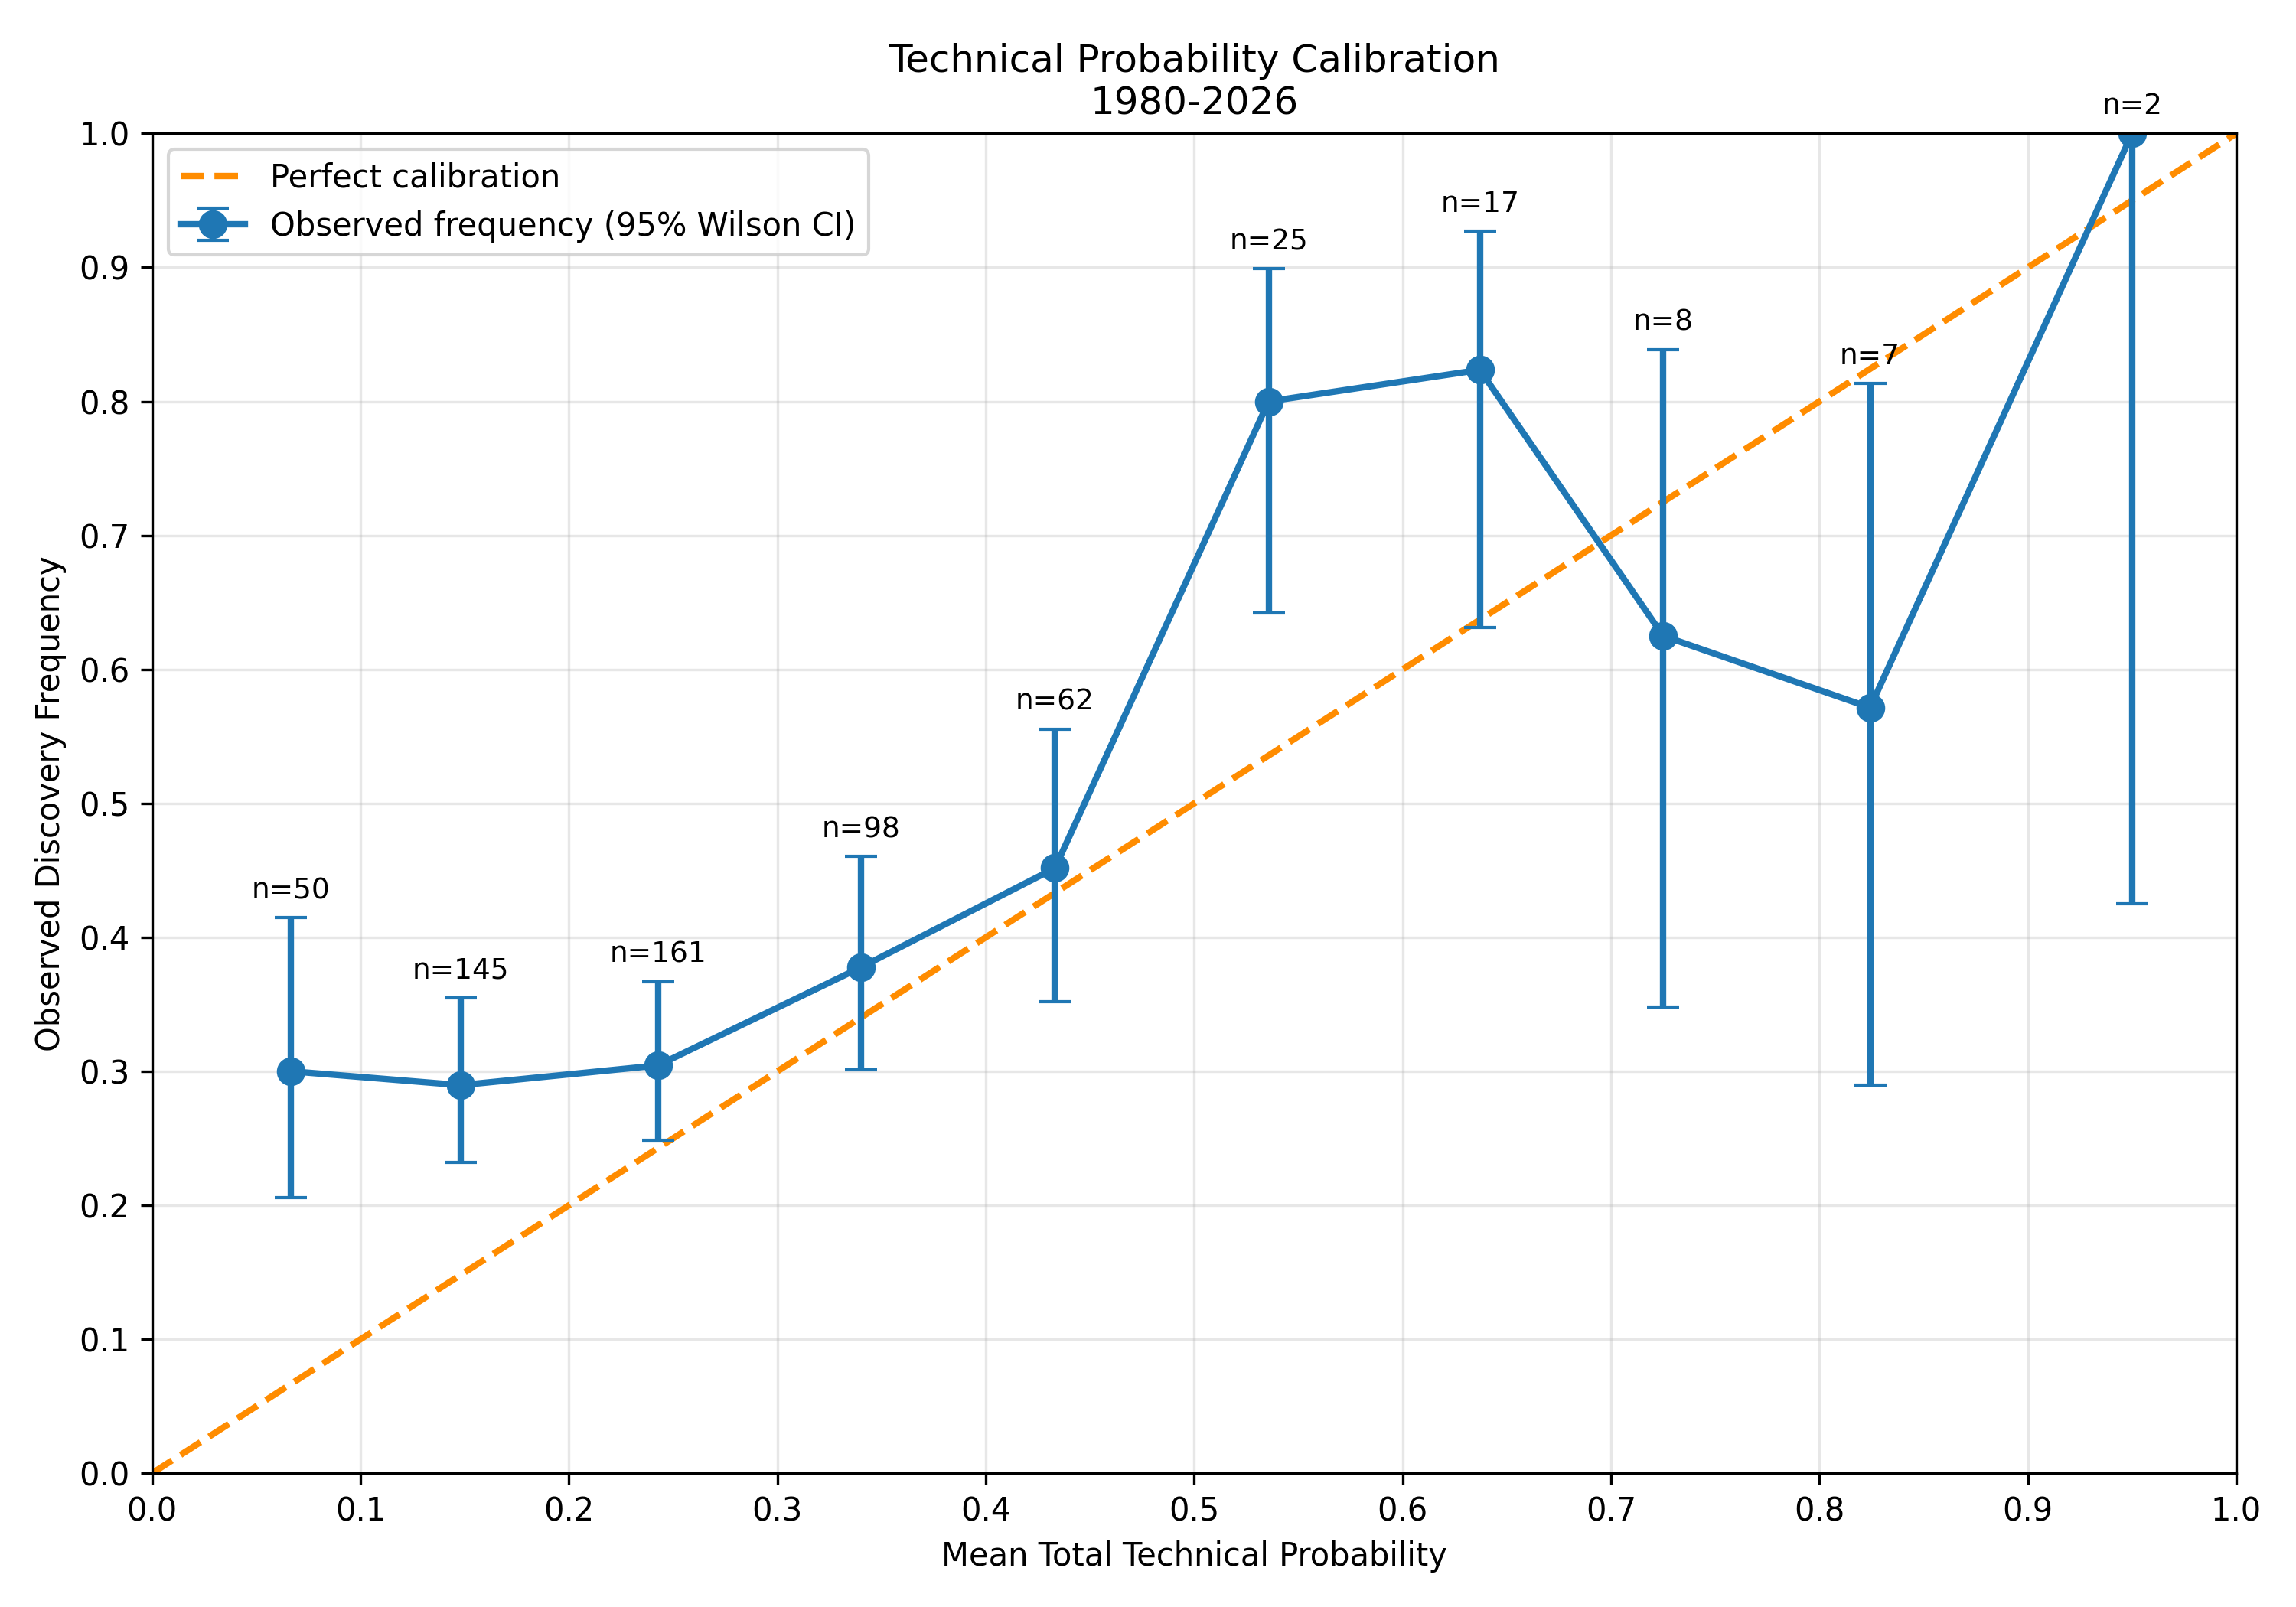 Technical Probability Calibration
1980-2026
n=2
Perfect calibration
Observed frequency (95% Wilson CI)
n=17
n=25
n=8
n=7
n=62
n=98
n=50
n=161
n=145
1.0
0.9
0.8
0.7
0.6
0.5
0.4
0.3
0.2
0.1
0.0
Observed Discovery Frequency
0.0 0.1 0.2 0.3 0.4 0.5 0.6 0.7 0.8 0.9 1.0
Mean Total Technical Probability